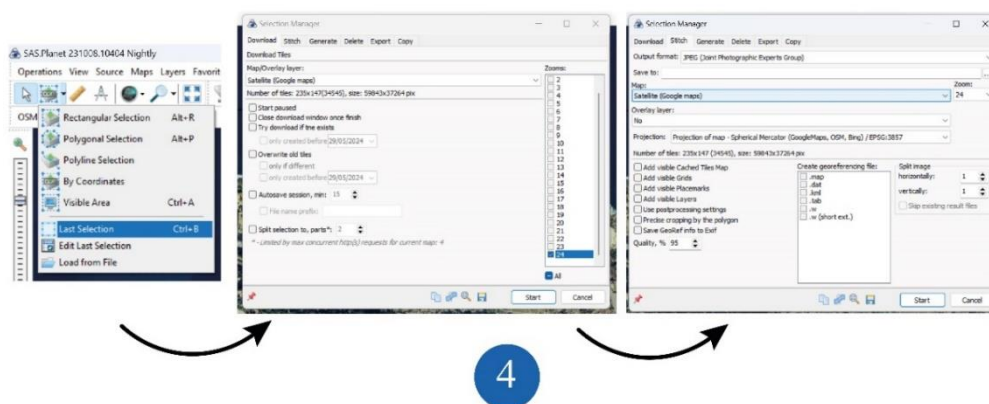 SAS.Planet 231008.10404 Nightly
Operations View Source Maps Layers Favorit
OSM
Rectangular Selection Alt+R
Polygonal Selection Alt+P
Polyline Selection
By Coordinates
Visible Area Ctrl+A
Last Selection Ctrl+B
Edit Last Selection
Load from File
Selection Manager
Download Stitch Generate Delete Export Copy
Download Tiles
Map/Overlay layer:
Zooms:
Satellite (Google maps)
Number of tiles: 235x147(34545), size: 59843x37264 pix
Start paused
Close download window once finish
Try download if tne exists
only created before 29/05/2024
Overwrite old tiles
only if different
only created before 29/05/2024
Autosave session, min: 15
File name prefix:
Split selection to, parts*: 2
* - Limited by max concurrent http(s) requests for current map: 4
2
3
4
5
6
7
8
9
10
11
12
13
14
15
16
17
18
19
20
21
22
23
24
All
Start Cancel
Selection Manager
Download Stitch Generate Delete Export Copy
Output format: JPEG (Joint Photographic Experts Group)
Save to:
Map: Zoom:
Satellite (Google maps) 24
Overlay layer:
No
Projection: Projection of map - Spherical Mercator (GoogleMaps, OSM, Bing) / EPSG:3857
Number of tiles: 235x147 (34545), size: 59843x37264 pix
Add visible Cached Tiles Map
Add visible Grids
Add visible Placemarks
Add visible Layers
Use postprocessing settings
Precise cropping by the polygon
Save GeoRef info to Exif
Quality, % 95
Create georeferencing file:
.map
.dat
.kml
.tab
.w
.w (short ext.)
Split image
horizontally: 1
vertically: 1
Skip existing result files
Start Cancel
4